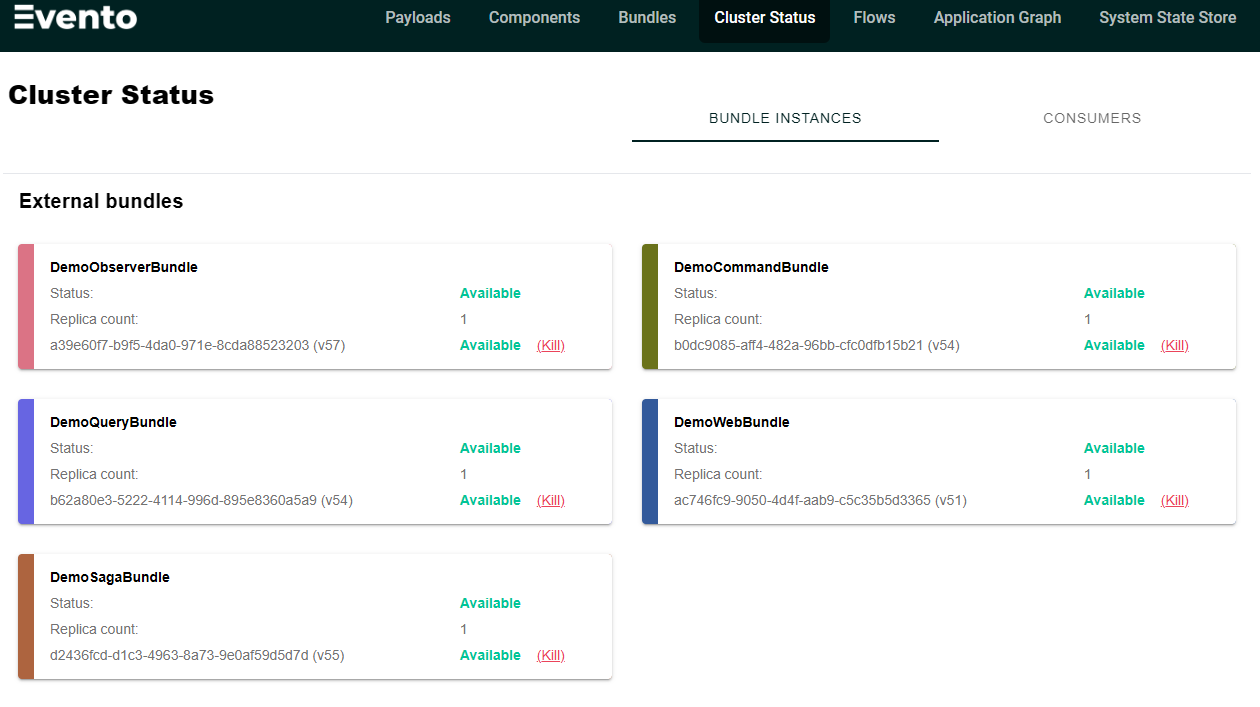 Evento
Payloads Components Bundles Cluster Status Flows Application Graph System State Store
Cluster Status
BUNDLE INSTANCES CONSUMERS
External bundles
DemoObserverBundle
Status: Available
Replica count: 1
a39e60f7-b9f5-4da0-971e-8cda88523203 (v57) Available (Kill)
DemoCommandBundle
Status: Available
Replica count: 1
b0dc9085-aff4-482a-96bb-cfc0dfb15b21 (v54) Available (Kill)
DemoQueryBundle
Status: Available
Replica count: 1
b62a80e3-5222-4114-996d-895e8360a5a9 (v54) Available (Kill)
DemoWebBundle
Status: Available
Replica count: 1
ac746fc9-9050-4d4f-aab9-c5c35b5d3365 (v51) Available (Kill)
DemoSagaBundle
Status: Available
Replica count: 1
d2436fcd-d1c3-4963-8a73-9e0af59d5d7d (v55) Available (Kill)